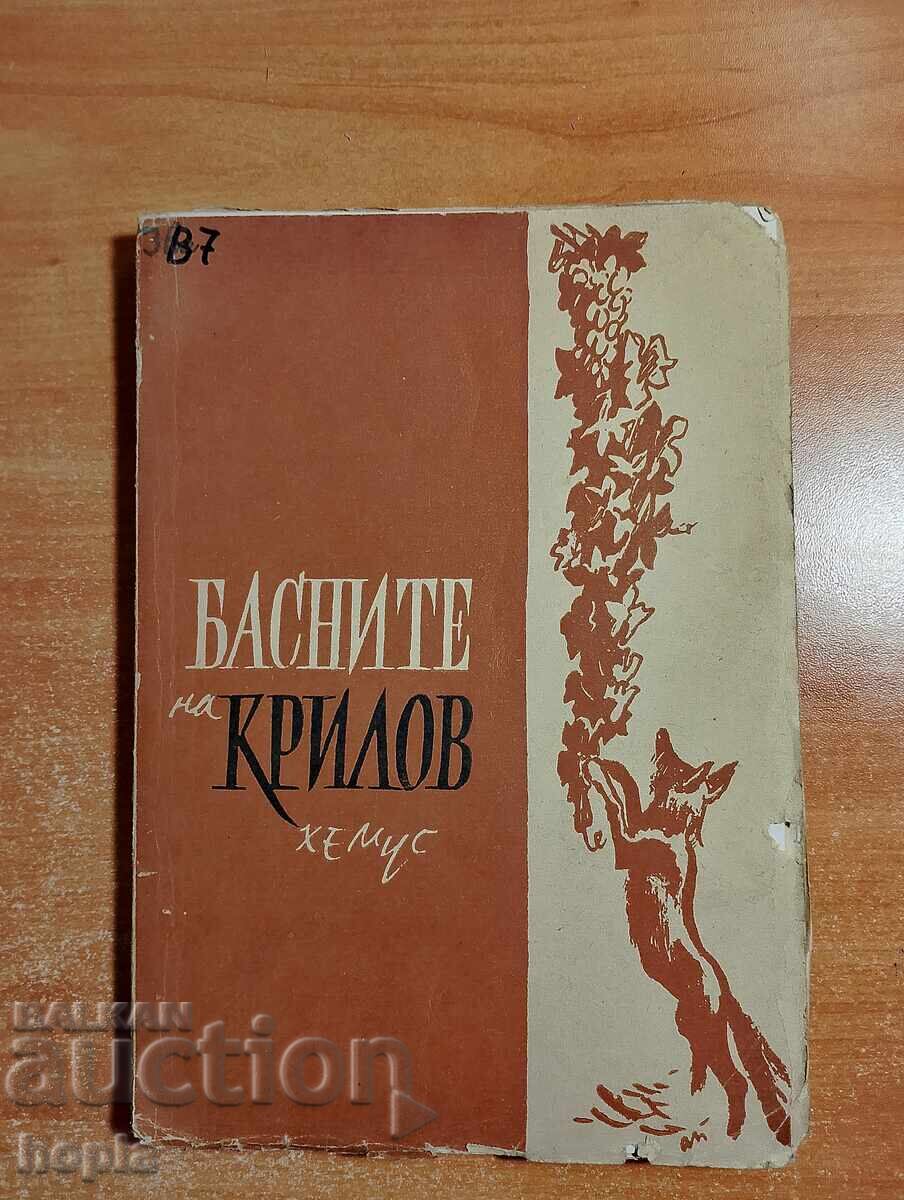 В7
БАСНИТЕ
на
КРИЛОВ
хемус
BALKAN
auction
hopla